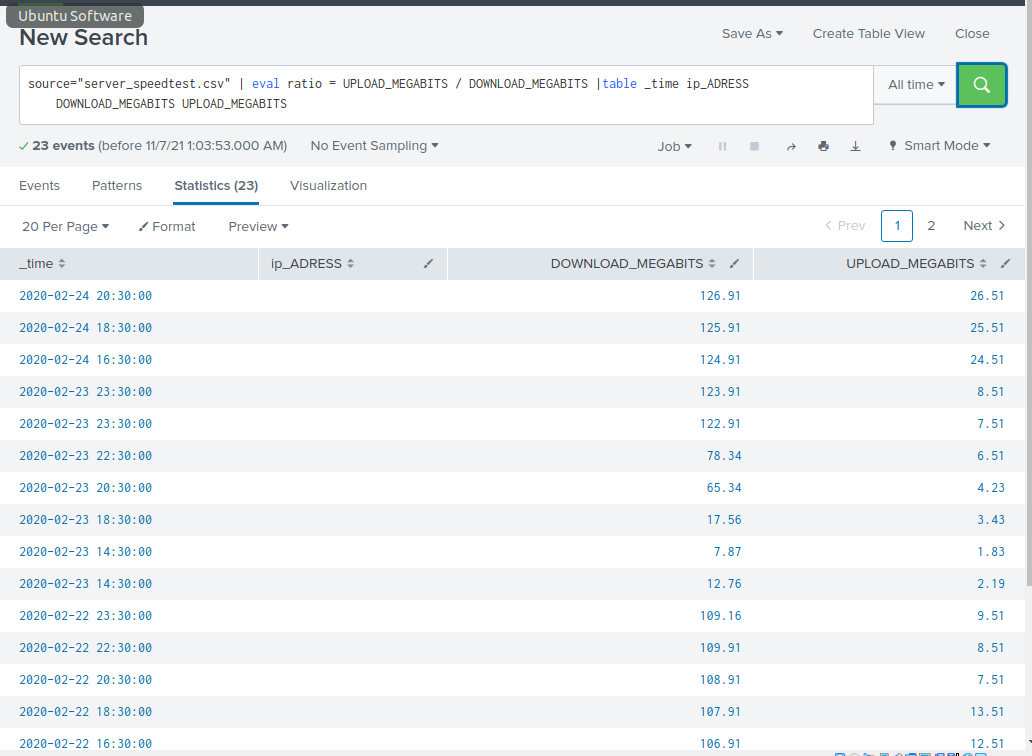 Ubuntu Software
New Search
Save As Create Table View Close
source="server_speedtest.csv" | eval ratio = UPLOAD_MEGABITS / DOWNLOAD_MEGABITS |table _time ip_ADRESS
DOWNLOAD_MEGABITS UPLOAD_MEGABITS
All time
23 events (before 11/7/21 1:03:53.000 AM) No Event Sampling Job Smart Mode
Events Patterns Statistics (23) Visualization
20 Per Page Format Preview Prev 1 2 Next
_time ip_ADRESS DOWNLOAD_MEGABITS UPLOAD_MEGABITS
2020-02-24 20:30:00 126.91 26.51
2020-02-24 18:30:00 125.91 25.51
2020-02-24 16:30:00 124.91 24.51
2020-02-23 23:30:00 123.91 8.51
2020-02-23 23:30:00 122.91 7.51
2020-02-23 22:30:00 78.34 6.51
2020-02-23 20:30:00 65.34 4.23
2020-02-23 18:30:00 17.56 3.43
2020-02-23 14:30:00 7.87 1.83
2020-02-23 14:30:00 12.76 2.19
2020-02-22 23:30:00 109.16 9.51
2020-02-22 22:30:00 109.91 8.51
2020-02-22 20:30:00 108.91 7.51
2020-02-22 18:30:00 107.91 13.51
2020-02-22 16:30:00 106.91 12.51